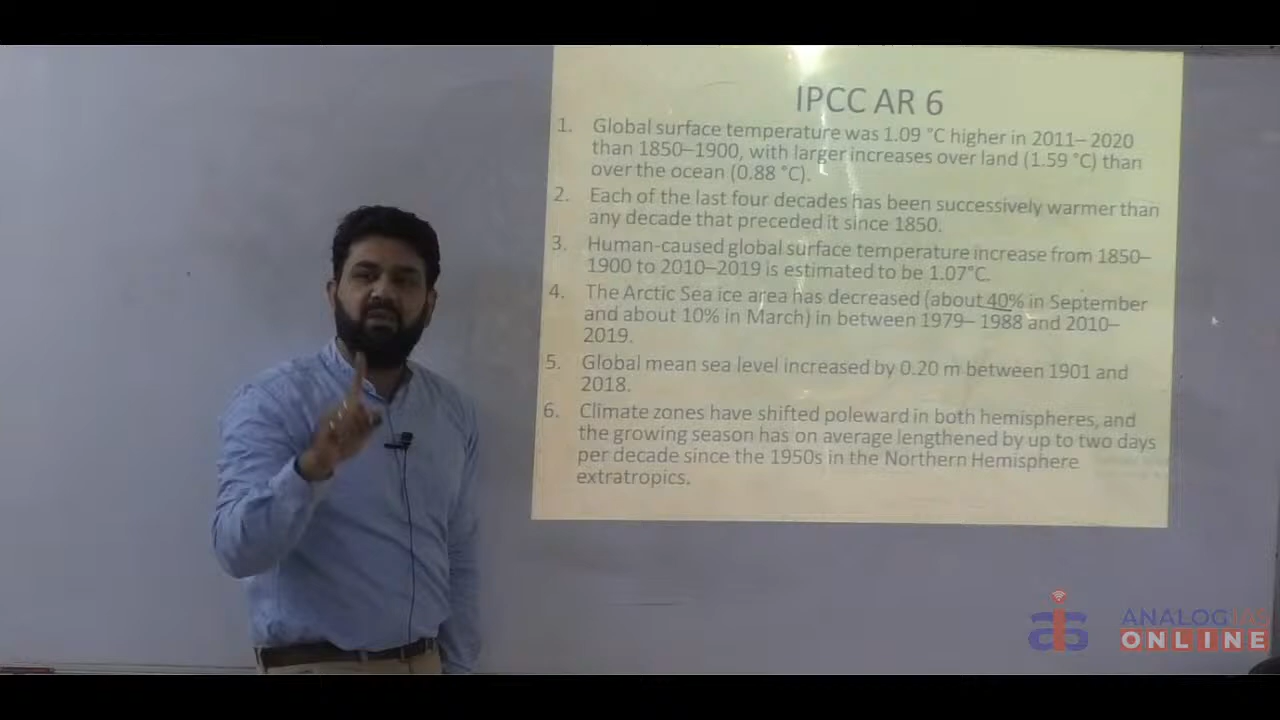 IPCC AR 6
1. Global surface temperature was 1.09 °C higher in 2011–2020
than 1850–1900, with larger increases over land (1.59 °C) than
over the ocean (0.88 °C).
2. Each of the last four decades has been successively warmer than
any decade that preceded it since 1850.
3. Human-caused global surface temperature increase from 1850–
1900 to 2010–2019 is estimated to be 1.07°C.
4. The Arctic Sea ice area has decreased (about 40% in September
and about 10% in March) in between 1979–1988 and 2010–
2019.
5. Global mean sea level increased by 0.20 m between 1901 and
2018.
6. Climate zones have shifted poleward in both hemispheres, and
the growing season has on average lengthened by up to two days
per decade since the 1950s in the Northern Hemisphere
extratropics.
ANALOG IAS
ONLINE